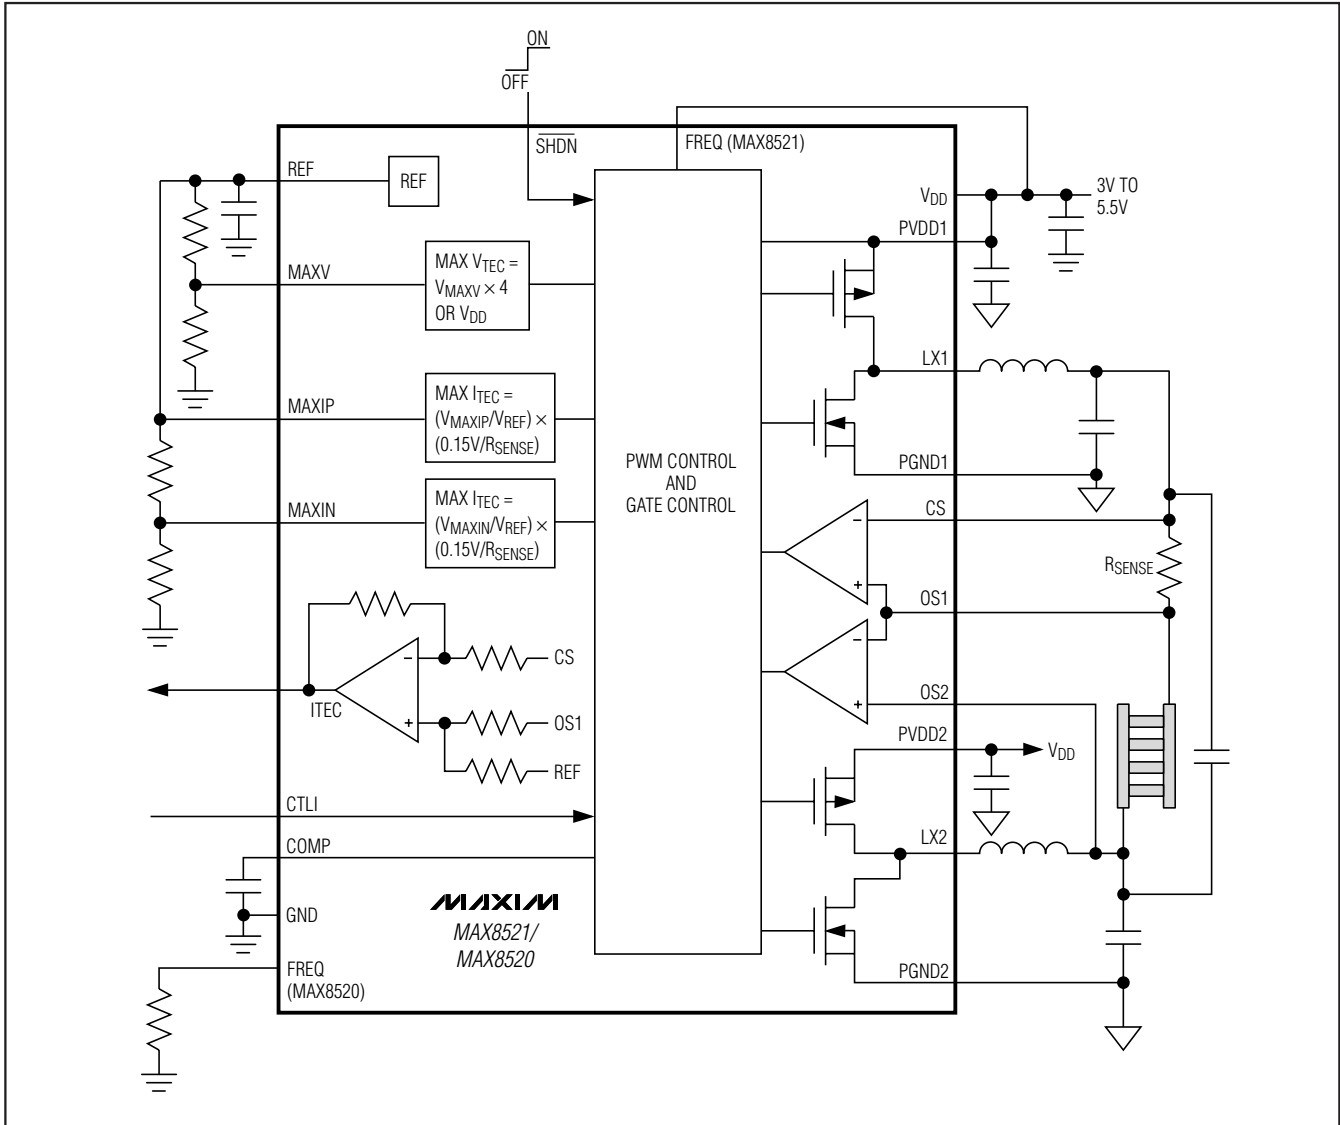 ON
OFF
SHDN
FREQ (MAX8521)
REF
REF
VDD
3V TO
5.5V
PVDD1
MAXV
MAX VTEC =
VMAXV × 4
OR VDD
LX1
MAXIP
MAX ITEC =
(VMAXIP/VREF) ×
(0.15V/RSENSE)
PWM CONTROL
AND
GATE CONTROL
PGND1
MAXIN
MAX ITEC =
(VMAXIN/VREF) ×
(0.15V/RSENSE)
CS
−
+
RSENSE
OS1
−
+
OS2
− CS
ITEC
+ OS1
REF
PVDD2
VDD
CTLI
LX2
COMP
GND
MAXIM
MAX8521/
MAX8520
FREQ
(MAX8520)
PGND2